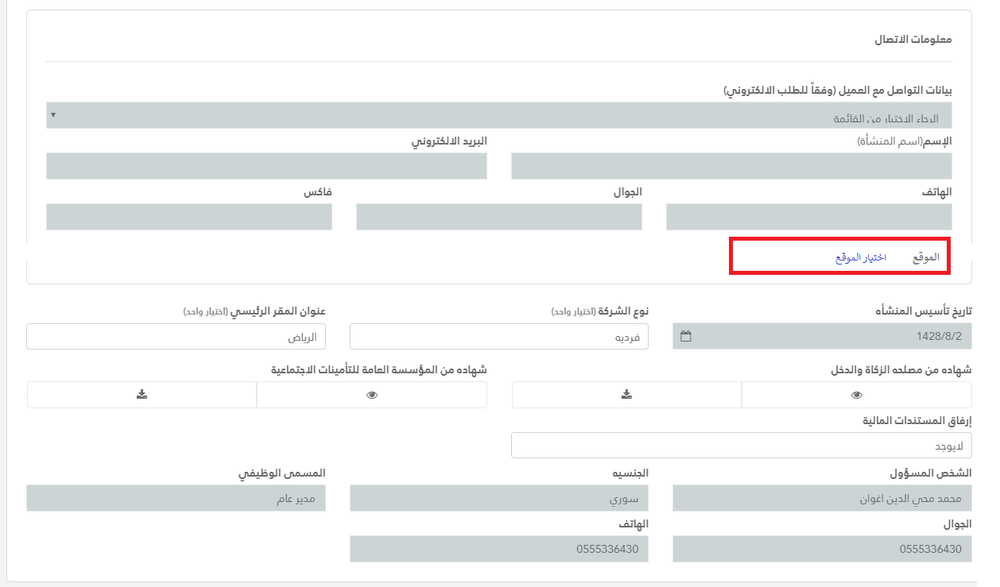 معلومات الاتصال
بيانات التواصل مع العميل (وفقاً للطلب الالكتروني)
الرجاء الاختيار من القائمة
الإسم(اسم المنشأة) البريد الالكتروني
الهاتف الجوال فاكس
الموقع اختيار الموقع
تاريخ تأسيس المنشأه نوع الشركة (اختيار واحد) عنوان المقر الرئيسي (اختيار واحد)
1428/8/2 فرديه الرياض
شهاده من مصلحه الزكاة والدخل شهاده من المؤسسة العامة للتأمينات الاجتماعية
إرفاق المستندات المالية
لايوجد
الشخص المسؤول الجنسيه المسمى الوظيفي
محمد محي الدين اغوان سوري مدير عام
الجوال الهاتف
0555336430 0555336430